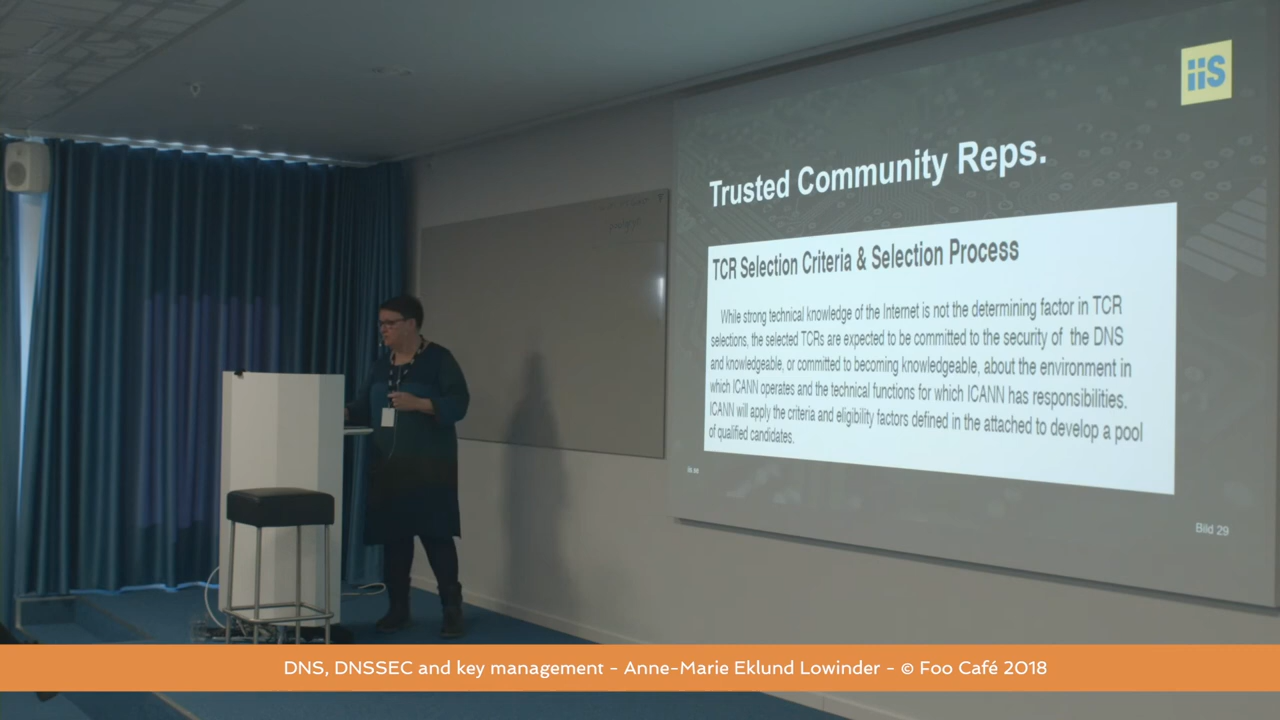 iis
Trusted Community Reps.
TCR Selection Criteria & Selection Process
While strong technical knowledge of the Internet is not the determining factor in TCR
selections, the selected TCRs are expected to be committed to the security of the DNS
and knowledgeable, or committed to becoming knowledgeable, about the environment in
which ICANN operates and the technical functions for which ICANN has responsibilities.
ICANN will apply the criteria and eligibility factors defined in the attached to develop a pool
of qualified candidates.
Bild 29
DNS, DNSSEC and key management - Anne-Marie Eklund Lowinder - © Foo Café 2018